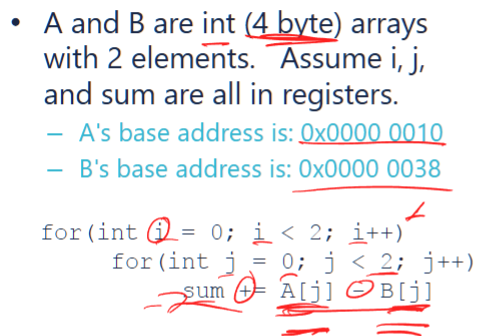 • A and B are int (4 byte) arrays
with 2 elements. Assume i, j,
and sum are all in registers.
– A's base address is: 0x0000 0010
– B's base address is: 0x0000 0038
for(int i = 0; i < 2; i++)
for(int j = 0; j < 2; j++)
sum += A[j] - B[j]